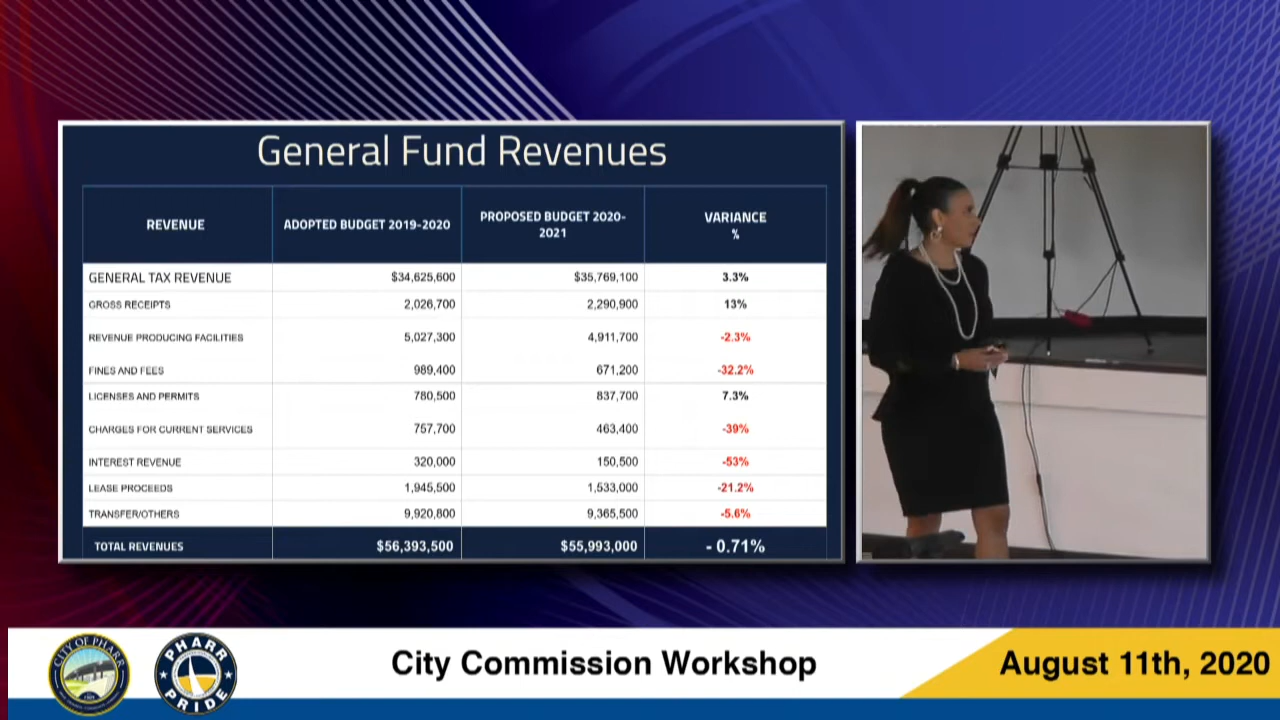 General Fund Revenues
REVENUE ADOPTED BUDGET 2019-2020 PROPOSED BUDGET 2020-2021 VARIANCE %
GENERAL TAX REVENUE $34,625,600 $35,769,100 3.3%
GROSS RECEIPTS 2,026,700 2,290,900 13%
REVENUE PRODUCING FACILITIES 5,027,300 4,911,700 -2.3%
FINES AND FEES 989,400 671,200 -32.2%
LICENSES AND PERMITS 780,500 837,700 7.3%
CHARGES FOR CURRENT SERVICES 757,700 463,400 -39%
INTEREST REVENUE 320,000 150,500 -53%
LEASE PROCEEDS 1,945,500 1,533,000 -21.2%
TRANSFER/OTHERS 9,920,800 9,365,500 -5.6%
TOTAL REVENUES $56,393,500 $55,993,000 - 0.71%
CITY OF PHARR
PHARR PRIDE
City Commission Workshop
August 11th, 2020